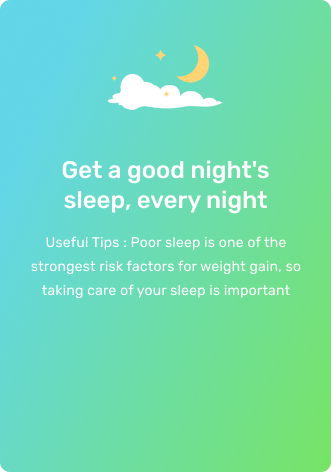 Get a good night's
sleep, every night
Useful Tips : Poor sleep is one of the
strongest risk factors for weight gain, so
taking care of your sleep is important